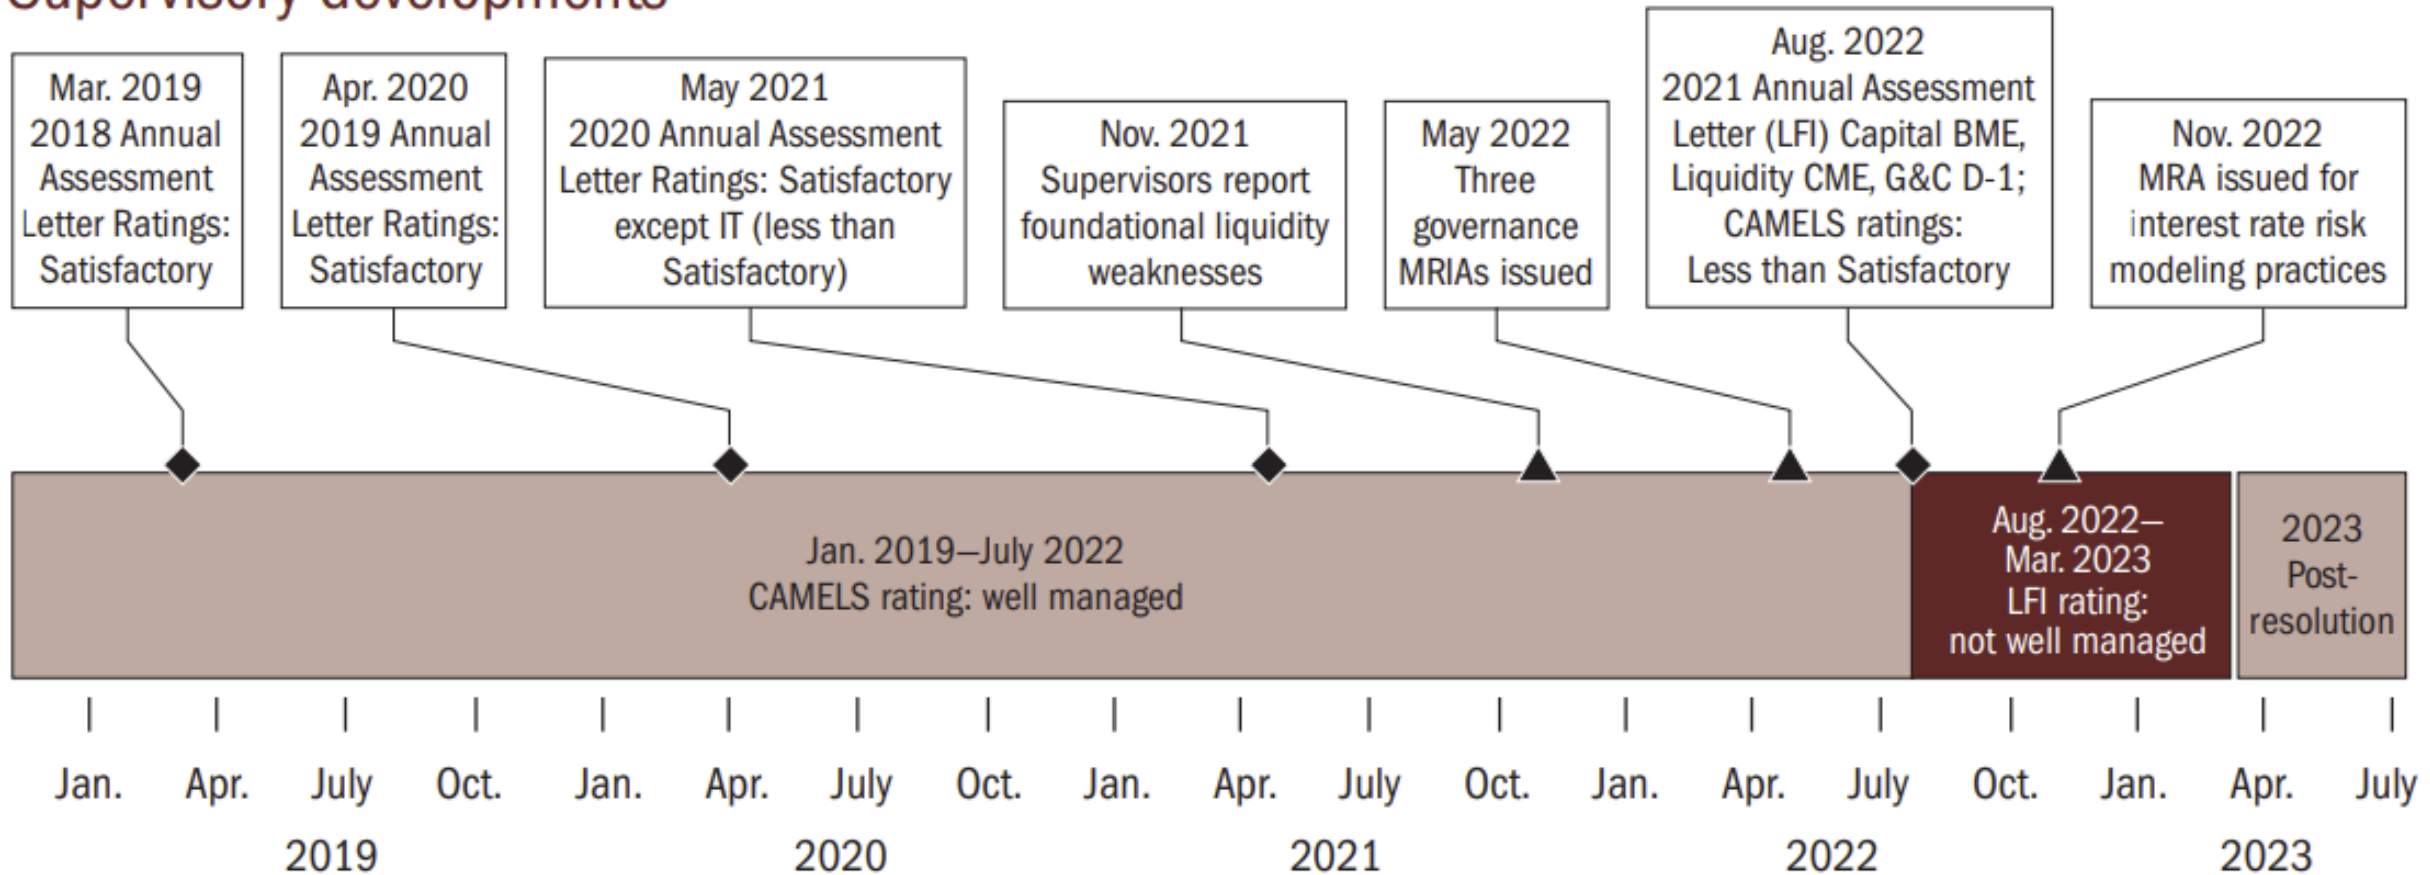 Supervisory developments
Mar. 2019
2018 Annual
Assessment
Letter Ratings:
Satisfactory
Apr. 2020
2019 Annual
Assessment
Letter Ratings:
Satisfactory
May 2021
2020 Annual Assessment
Letter Ratings: Satisfactory
except IT (less than
Satisfactory)
Nov. 2021
Supervisors report
foundational liquidity
weaknesses
May 2022
Three
governance
MRIAs issued
Aug. 2022
2021 Annual Assessment
Letter (LFI) Capital BME,
Liquidity CME, G&C D-1;
CAMELS ratings:
Less than Satisfactory
Nov. 2022
MRA issued for
interest rate risk
modeling practices
Jan. 2019–July 2022
CAMELS rating: well managed
Aug. 2022–
Mar. 2023
LFI rating:
not well managed
2023
Post-
resolution
Jan. Apr. July Oct. Jan. Apr. July Oct. Jan. Apr. July Oct. Jan. Apr. July Oct. Jan. Apr. July
2019 2020 2021 2022 2023